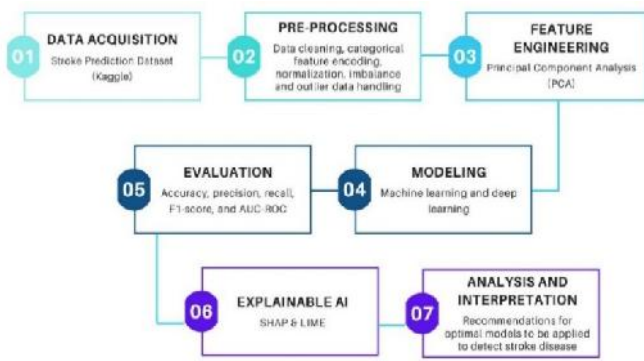 01
DATA ACQUISITION
Stroke Prediction Dataset
(Kaggle)
02
PRE-PROCESSING
Data cleaning, categorical
feature encoding,
normalization, imbalance
and outlier data handling
03
FEATURE
ENGINEERING
Principal Component Analysis
(PCA)
04
MODELING
Machine learning and deep
learning
05
EVALUATION
Accuracy, precision, recall,
F1-score, and AUC-ROC
06
EXPLAINABLE AI
SHAP & LIME
07
ANALYSIS AND
INTERPRETATION
Recommendations for
optimal models to be applied
to detect stroke disease